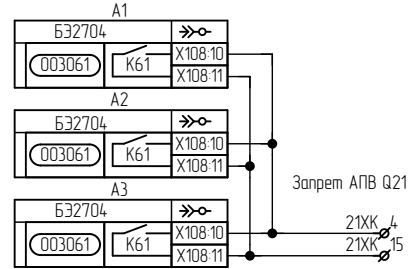 А1
БЭ2704
003061
К61
Х108:10
Х108:11
А2
БЭ2704
003061
К61
Х108:10
Х108:11
А3
БЭ2704
003061
К61
Х108:10
Х108:11
Запрет АПВ Q21
21ХК 4
21ХК 15